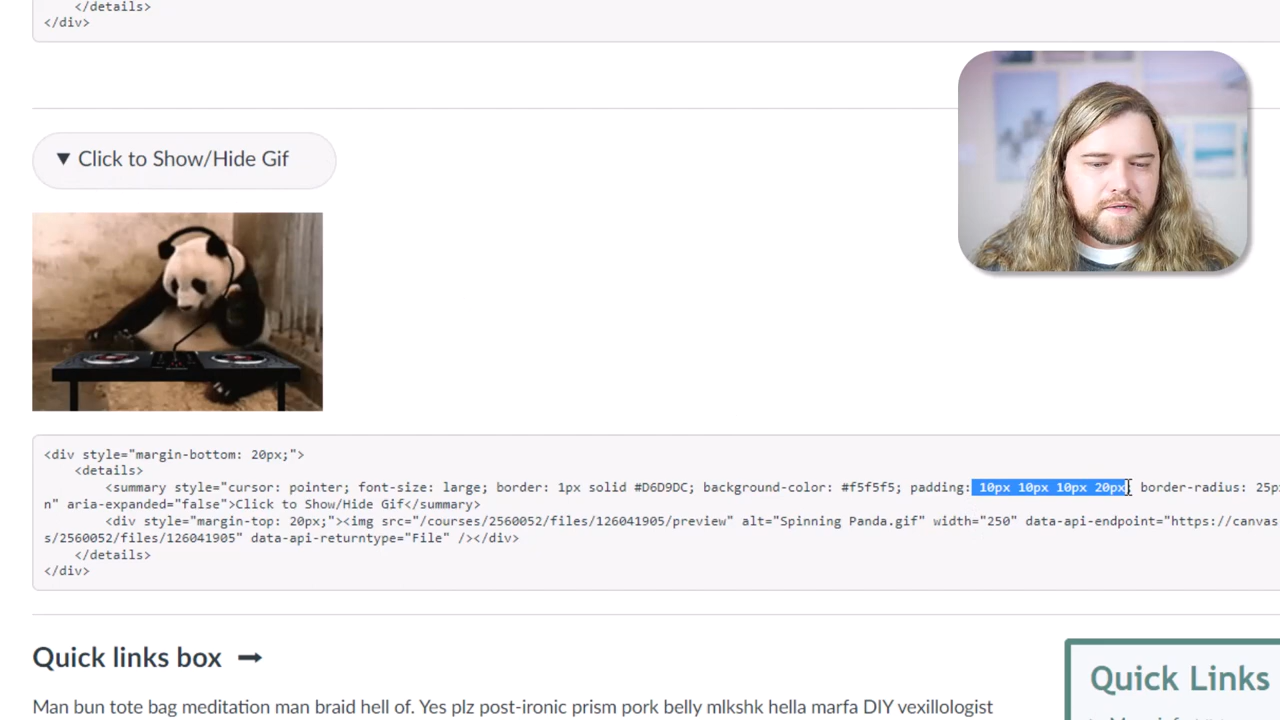 </details>
</div>
▼ Click to Show/Hide Gif
<div style="margin-bottom: 20px;">
<details>
<summary style="cursor: pointer; font-size: large; border: 1px solid #D6D9DC; background-color: #f5f5f5; padding: 10px 10px 10px 20px; border-radius: 25p
n" aria-expanded="false">Click to Show/Hide Gif</summary>
<div style="margin-top: 20px;"><img src="/courses/2560052/files/126041905/preview" alt="Spinning Panda.gif" width="250" data-api-endpoint="https://canvas
s/2560052/files/126041905" data-api-returntype="File" /></div>
</details>
</div>
Quick links box ➞
Quick Links
Man bun tote bag meditation man braid hell of. Yes plz post-ironic prism pork belly mlkshk hella marfa DIY vexillologist